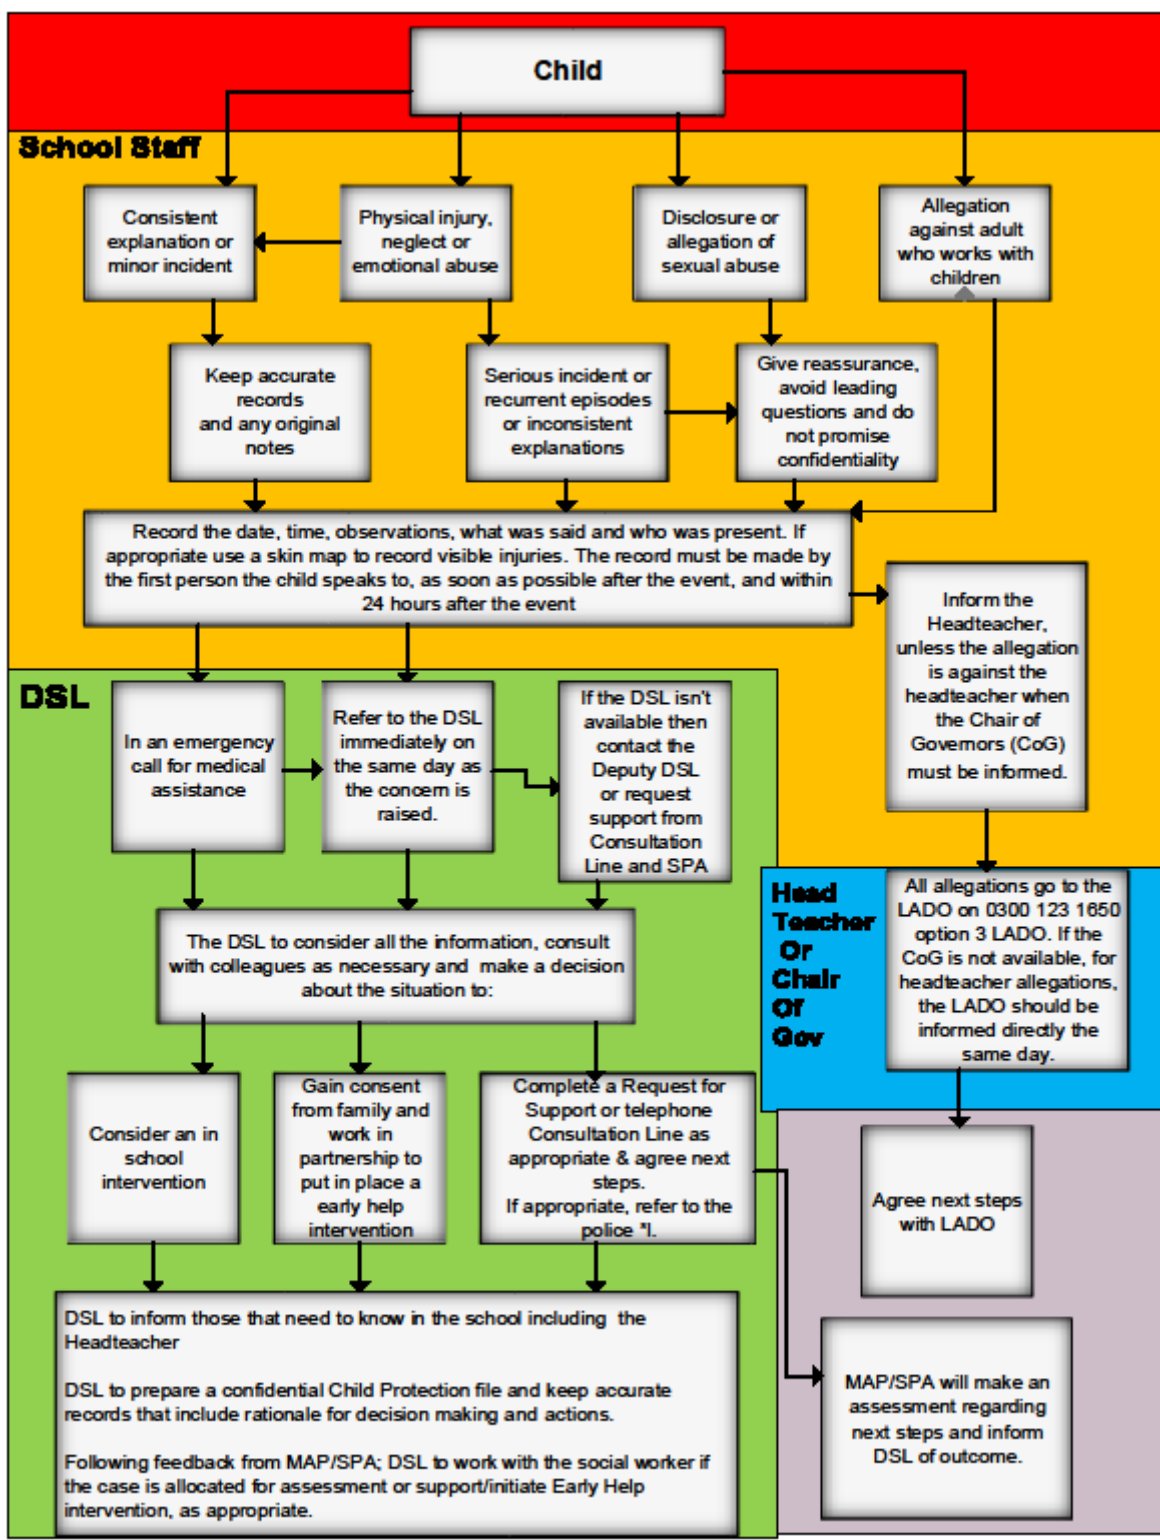 Child
School Staff
Consistent
explanation or
minor incident
Physical injury,
neglect or
emotional abuse
Disclosure or
allegation of
sexual abuse
Allegation
against adult
who works with
children
Keep accurate
records
and any original
notes
Serious incident or
recurrent episodes
or inconsistent
explanations
Give reassurance,
avoid leading
questions and do
not promise
confidentiality
Record the date, time, observations, what was said and who was present. If
appropriate use a skin map to record visible injuries. The record must be made by
the first person the child speaks to, as soon as possible after the event, and within
24 hours after the event
Inform the
Headteacher,
unless the allegation
is against the
headteacher when
the Chair of
Governors (CoG)
must be informed.
DSL
In an emergency
call for medical
assistance
Refer to the DSL
immediately on
the same day as
the concern is
raised.
If the DSL isn't
available then
contact the
Deputy DSL
or request
support from
Consultation
Line and SPA
Head
Teacher
Or
Chair
Of
Gov
All allegations go to the
LADO on 0300 123 1650
option 3 LADO. If the
CoG is not available, for
headteacher allegations,
the LADO should be
informed directly the
same day.
The DSL to consider all the information, consult
with colleagues as necessary and make a decision
about the situation to:
Consider an in
school
intervention
Gain consent
from family and
work in
partnership to
put in place a
early help
intervention
Complete a Request for
Support or telephone
Consultation Line as
appropriate & agree next
steps.
If appropriate, refer to the
police *I.
Agree next steps
with LADO
DSL to inform those that need to know in the school including the
Headteacher
DSL to prepare a confidential Child Protection file and keep accurate
records that include rationale for decision making and actions.
Following feedback from MAP/SPA; DSL to work with the social worker if
the case is allocated for assessment or support/initiate Early Help
intervention, as appropriate.
MAP/SPA will make an
assessment regarding
next steps and inform
DSL of outcome.